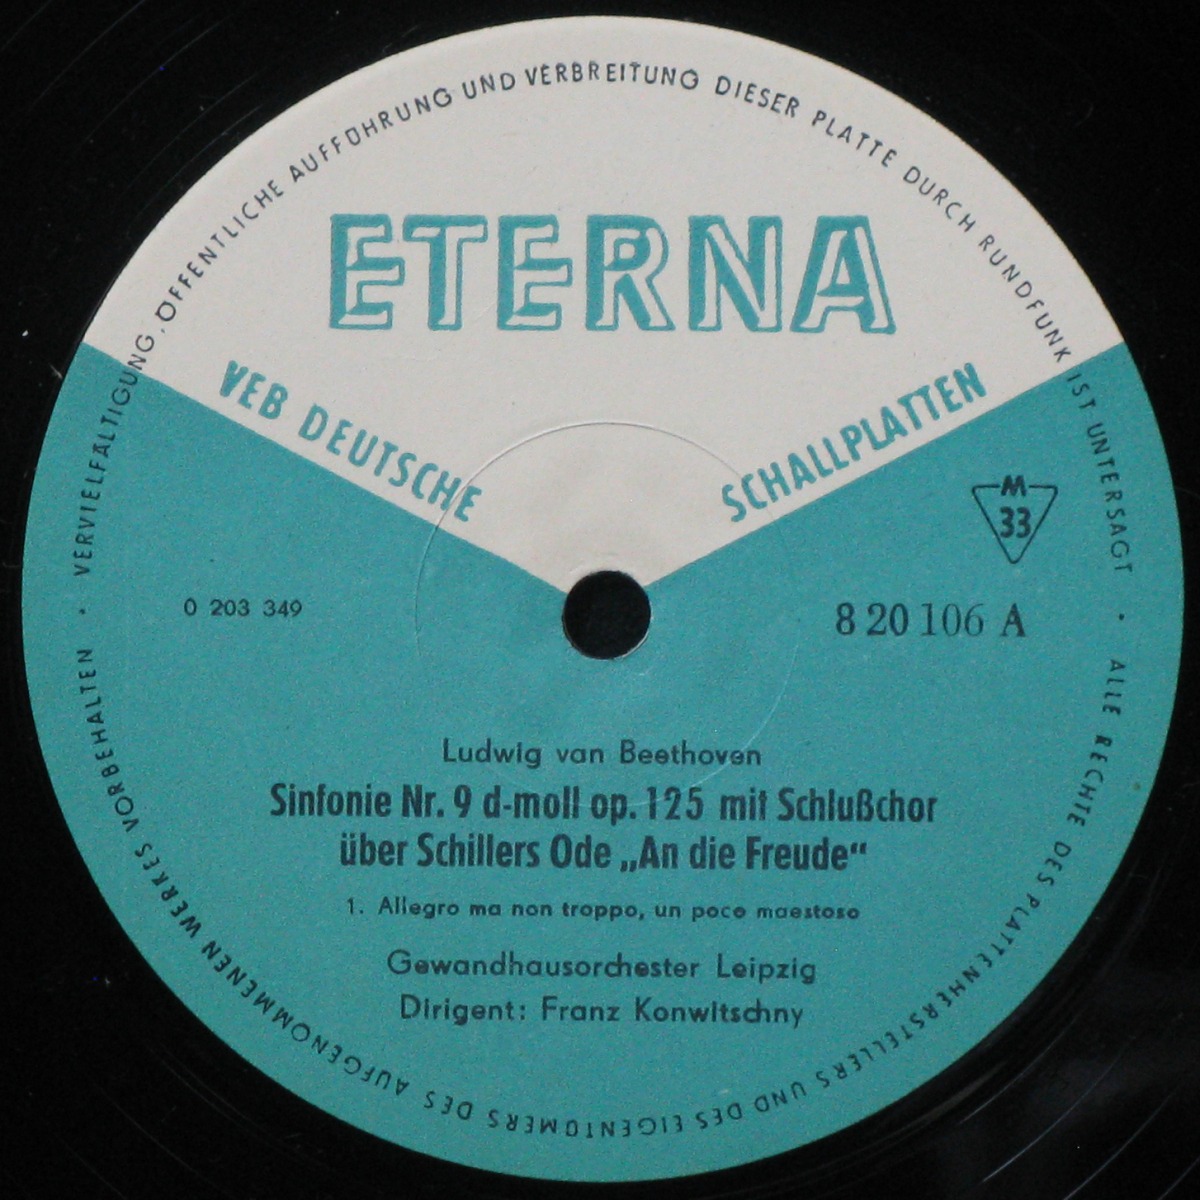 VERVIELFÄLTIGUNG, ÖFFENTLICHE AUFFÜHRUNG UND VERBREITUNG DIESER PLATTE DURCH RUNDFUNK IST UNTERSAGT · ALLE RECHTE DES PLATTENHERSTELLERS UND DES EIGENTÜMERS DES AUFGENOMMENEN WERKES VORBEHALTEN ·
ETERNA
VEB DEUTSCHE SCHALLPLATTEN
M
33
O 203 349
8 20 106 A
Ludwig van Beethoven
Sinfonie Nr. 9 d-moll op. 125 mit Schlußchor
über Schillers Ode „An die Freude“
1. Allegro ma non troppo, un poco maestoso
Gewandhausorchester Leipzig
Dirigent: Franz Konwitschny